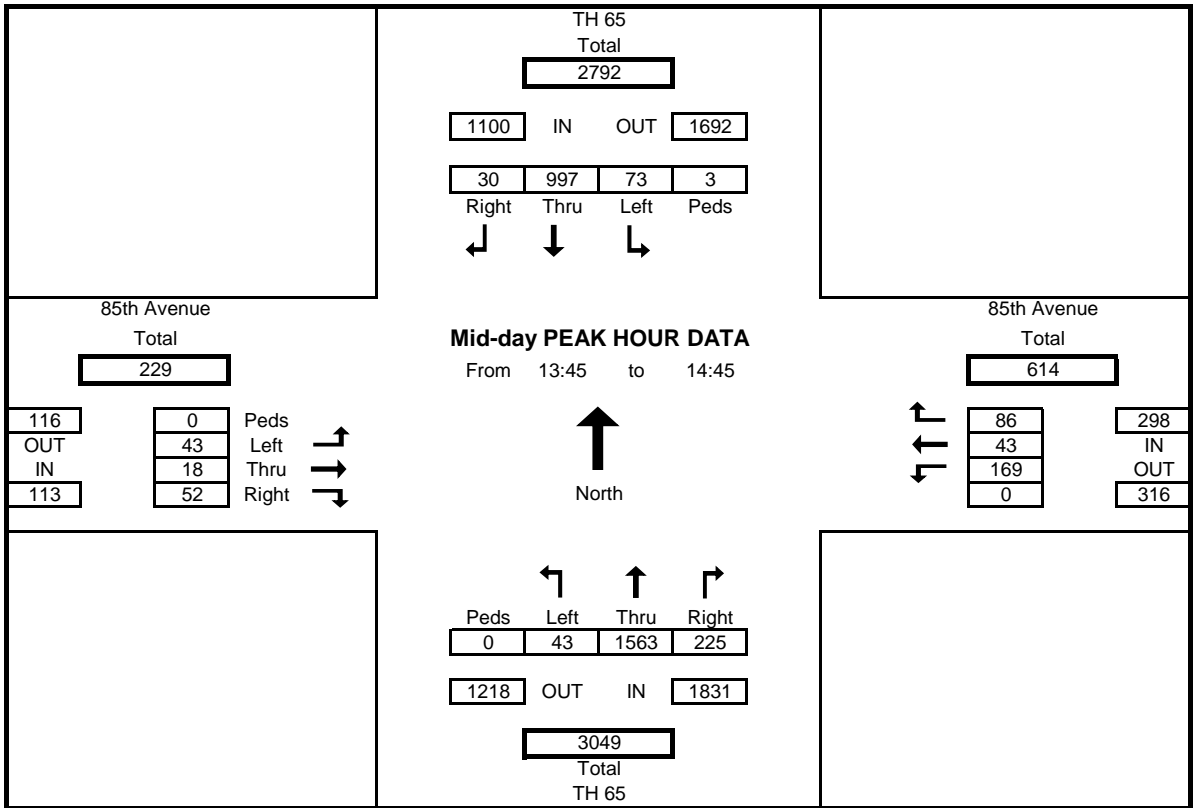 TH 65
Total
2792
1100 IN OUT 1692
30 997 73 3
Right Thru Left Peds
85th Avenue
Total
229
116 0 Peds
OUT 43 Left
IN 18 Thru
113 52 Right
Mid-day PEAK HOUR DATA
From 13:45 to 14:45
North
85th Avenue
Total
614
86 298
43 IN
169 OUT
0 316
Peds Left Thru Right
0 43 1563 225
1218 OUT IN 1831
3049
Total
TH 65